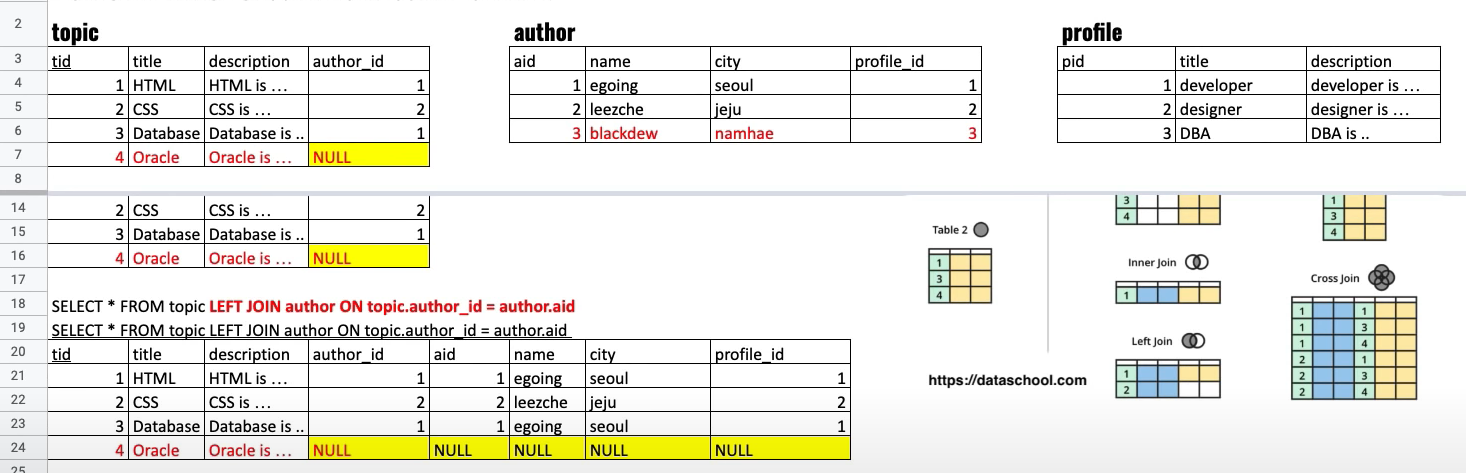 2 topic author profile
3 tid title description author_id aid name city profile_id pid title description
4 1 HTML HTML is ... 1 1 egoing seoul 1 1 developer developer is ...
5 2 CSS CSS is ... 2 2 leezche jeju 2 2 designer designer is ...
6 3 Database Database is .. 1 3 blackdew namhae 3 3 DBA DBA is ..
7 4 Oracle Oracle is ... NULL
8
14 2 CSS CSS is ... 2
15 3 Database Database is .. 1
16 4 Oracle Oracle is ... NULL
17
18 SELECT * FROM topic LEFT JOIN author ON topic.author_id = author.aid
19 SELECT * FROM topic LEFT JOIN author ON topic.author_id = author.aid
20 tid title description author_id aid name city profile_id
21 1 HTML HTML is ... 1 1 egoing seoul 1
22 2 CSS CSS is ... 2 2 leezche jeju 2
23 3 Database Database is .. 1 1 egoing seoul 1
24 4 Oracle Oracle is ... NULL NULL NULL NULL NULL
25
Table 2
1
3
4
https://dataschool.com
3
4
Inner Join
1
Left Join
1
2
1
3
4
Cross Join
1 1
1 3
1 4
2 1
2 3
2 4